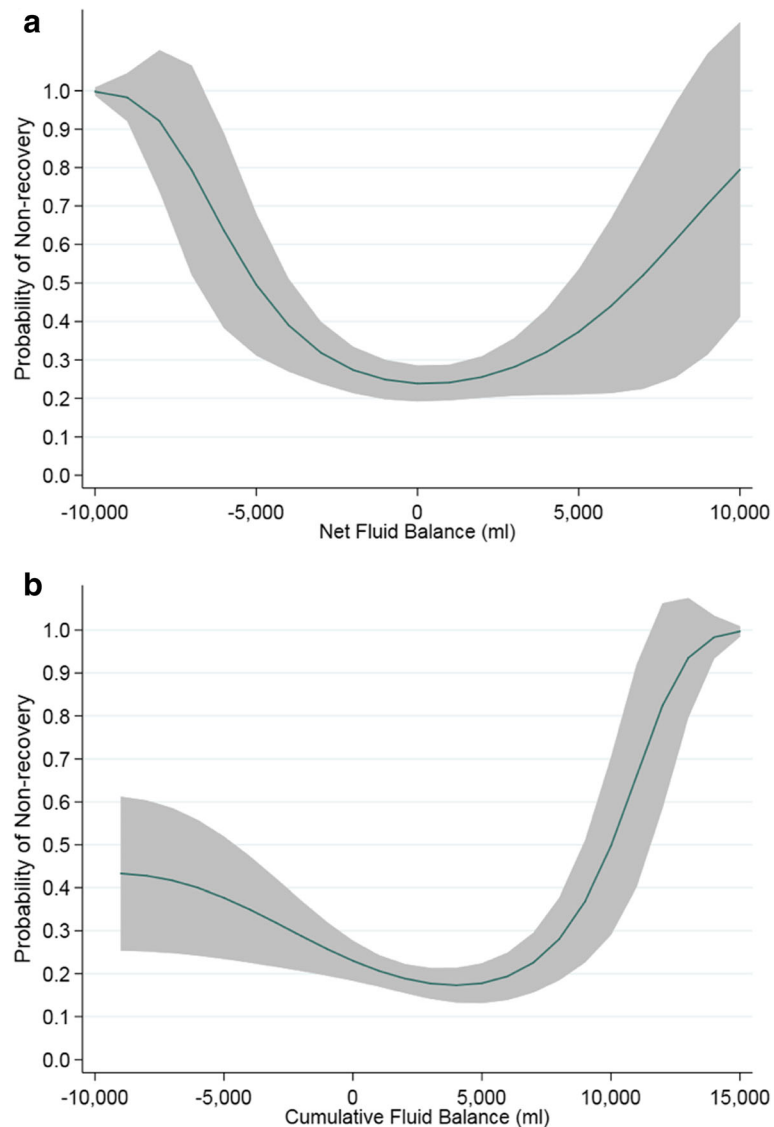 a
1.0
0.9
0.8
0.7
0.6
0.5
0.4
0.3
0.2
0.1
0.0
Probability of Non-recovery
-10,000 -5,000 0 5,000 10,000
Net Fluid Balance (ml)
b
1.0
0.9
0.8
0.7
0.6
0.5
0.4
0.3
0.2
0.1
0.0
Probability of Non-recovery
-10,000 -5,000 0 5,000 10,000 15,000
Cumulative Fluid Balance (ml)